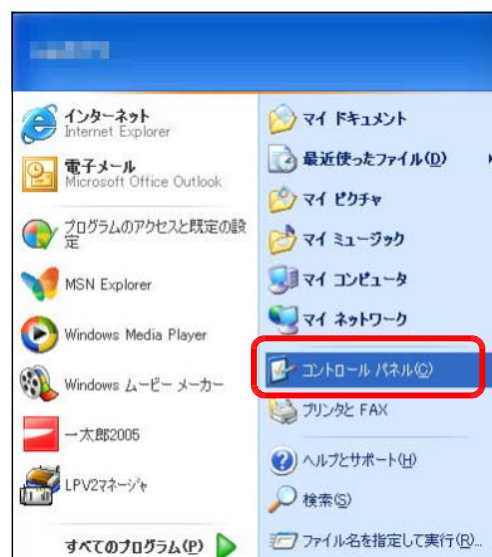 インターネット
Internet Explorer
電子メール
Microsoft Office Outlook
プログラムのアクセスと既定の設
定
MSN Explorer
Windows Media Player
Windows ムービー メーカー
一太郎2005
LPV2マネージャ
すべてのプログラム(P)
マイ ドキュメント
最近使ったファイル(D)
マイ ピクチャ
マイ ミュージック
マイ コンピュータ
マイ ネットワーク
コントロール パネル(C)
プリンタと FAX
ヘルプとサポート(H)
検索(S)
ファイル名を指定して実行(R)...